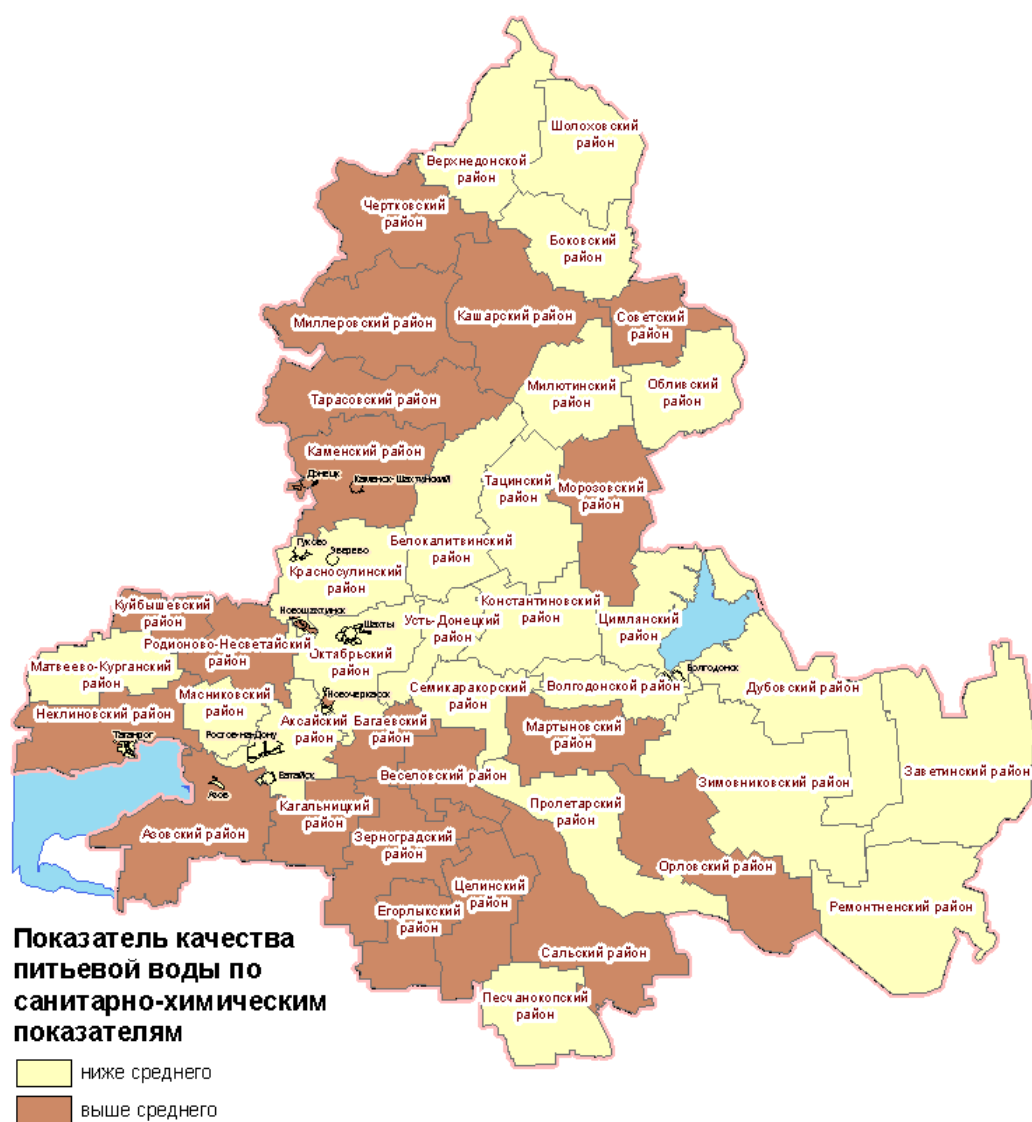 Шолоховский
район
Верхнедонской
район
Чертковский
район
Боковский
район
Миллеровский район
Кашарский район
Советский
район
Милютинский
район
Обливский
район
Тарасовский район
Каменский район
Донецк
Каменск-Шахтинский
Тацинский
район
Морозовский
район
Гуково
Зверево
Белокалитвинский
район
Красносулинский
район
Куйбышевский
район
Новошахтинск
Шахты
Усть-Донецкий
район
Константиновский
район
Цимлянский
район
Родионово-Несветайский
район
Октябрьский
район
Матвеево-Курганский
район
Волгодонск
Мясниковский
район
Новочеркасск
Семикаракорский
район
Волгодонской район
Дубовский район
Неклиновский район
Таганрог
Ростов-на-Дону
Аксайский
район
Багаевский
район
Мартыновский
район
Батайск
Азов
Веселовский район
Зимовниковский район
Заветинский район
Кагальницкий
район
Пролетарский
район
Азовский район
Зерноградский
район
Орловский район
Целинский
район
Егорлыкский
район
Ремонтненский район
Сальский район
Песчанокопский
район
Показатель качества
питьевой воды по
санитарно-химическим
показателям
ниже среднего
выше среднего